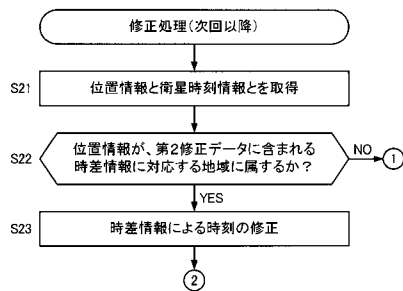 修正処理(次回以降)
S21
位置情報と衛星時刻情報とを取得
S22
位置情報が、第2修正データに含まれる
時差情報に対応する地域に属するか?
NO
1
YES
S23
時差情報による時刻の修正
2